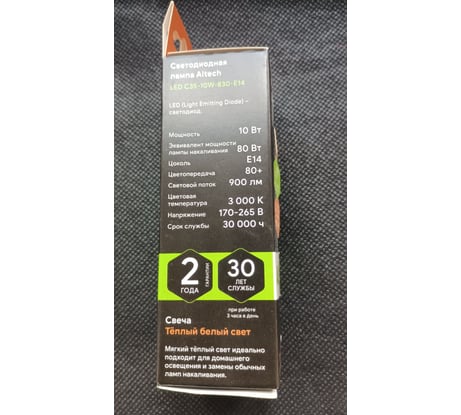 Светодиодная
лампа Aitech
LED C35-10W-830-E14
LED (Light Emitting Diode) –
светодиод.
Мощность 10 Вт
Эквивалент мощности
лампы накаливания 80 Вт
Цоколь E14
Цветопередача 80+
Световой поток 900 лм
Цветовая
температура 3 000 К
Напряжение 170-265 В
Срок службы 30 000 ч
2
ГОДА
ГАРАНТИИ
30
ЛЕТ
СЛУЖБЫ
при работе
3 часа в день
Свеча
Тёплый белый свет
Мягкий тёплый свет идеально
подходит для домашнего
освещения и замены обычных
ламп накаливания.